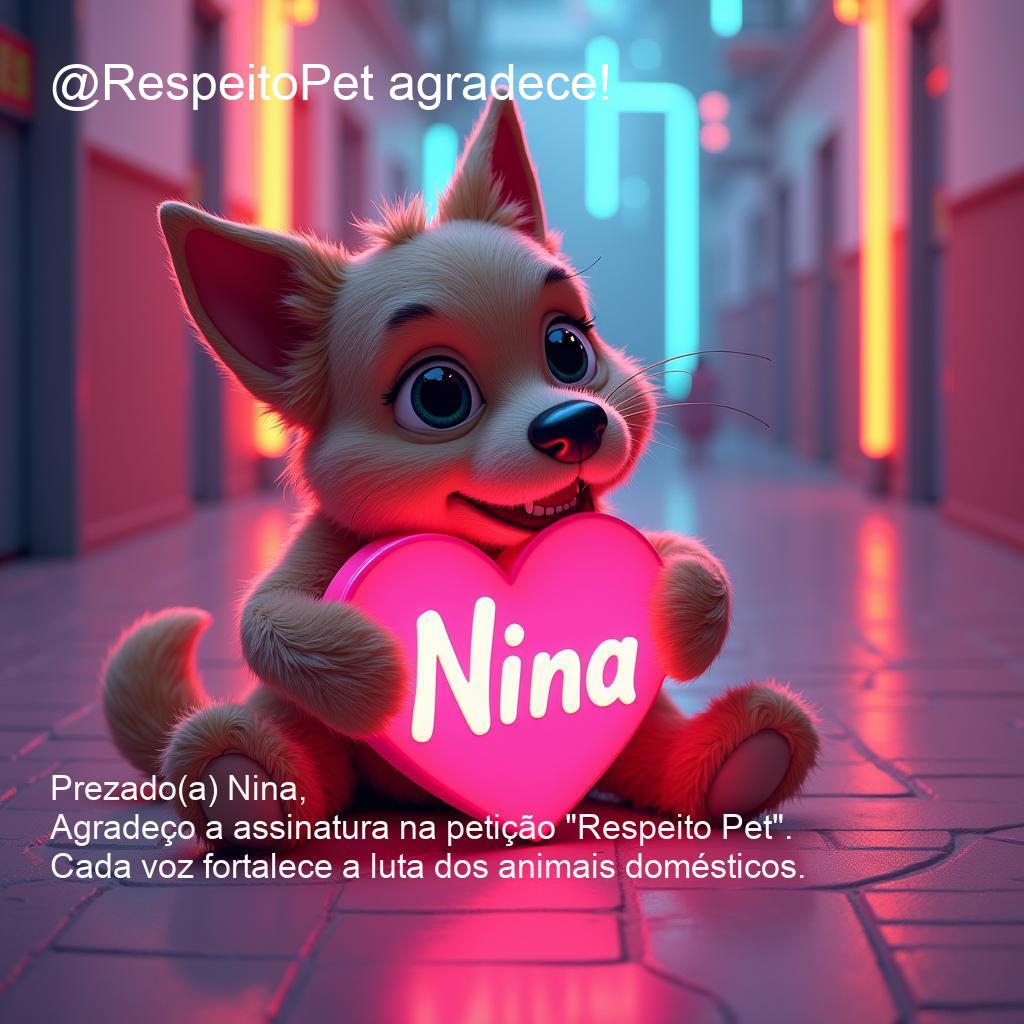 @RespeitoPet agradece!
Nina
Prezado(a) Nina,
Agradeço a assinatura na petição "Respeito Pet".
Cada voz fortalece a luta dos animais domésticos.